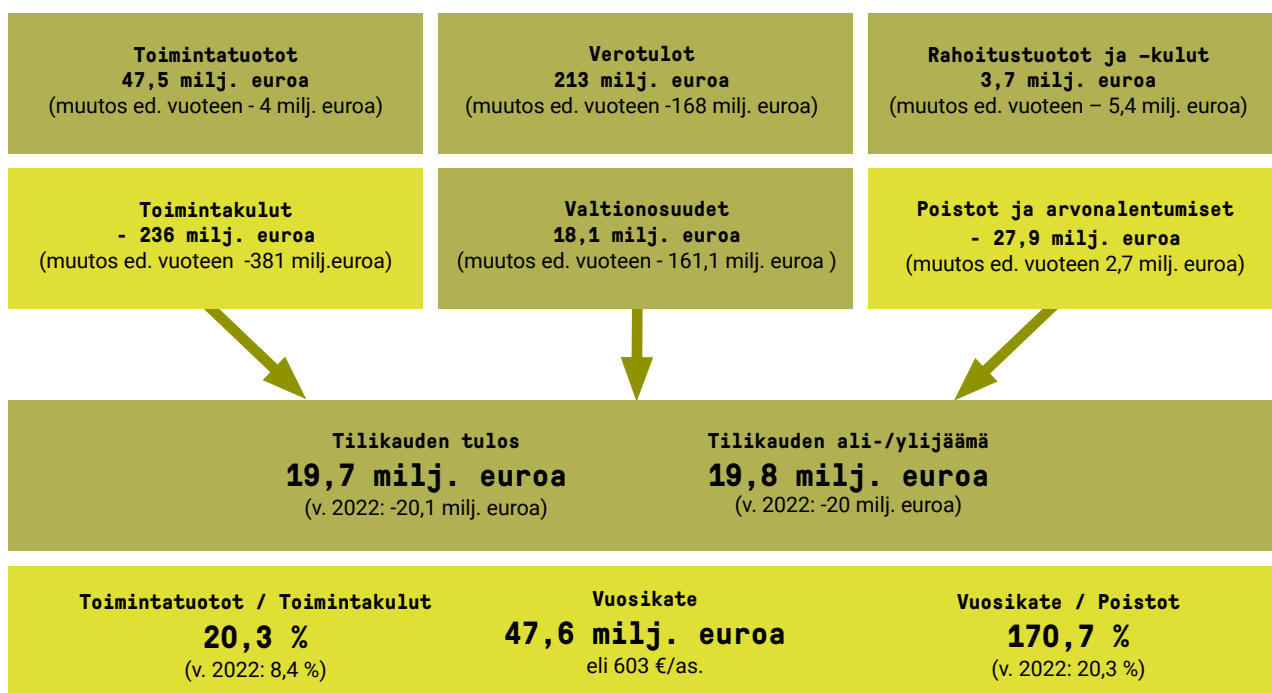 Toimintatuotot
47,5 milj. euroa
(muutos ed. vuoteen - 4 milj. euroa)
Verotulot
213 milj. euroa
(muutos ed. vuoteen -168 milj. euroa)
Rahoitustuotot ja –kulut
3,7 milj. euroa
(muutos ed. vuoteen – 5,4 milj. euroa)
Toimintakulut
- 236 milj. euroa
(muutos ed. vuoteen -381 milj.euroa)
Valtionosuudet
18,1 milj. euroa
(muutos ed. vuoteen - 161,1 milj. euroa )
Poistot ja arvonalentumiset
- 27,9 milj. euroa
(muutos ed. vuoteen 2,7 milj. euroa)
Tilikauden tulos
19,7 milj. euroa
(v. 2022: -20,1 milj. euroa)
Tilikauden ali-/ylijäämä
19,8 milj. euroa
(v. 2022: -20 milj. euroa)
Toimintatuotot / Toimintakulut
20,3 %
(v. 2022: 8,4 %)
Vuosikate
47,6 milj. euroa
eli 603 €/as.
Vuosikate / Poistot
170,7 %
(v. 2022: 20,3 %)